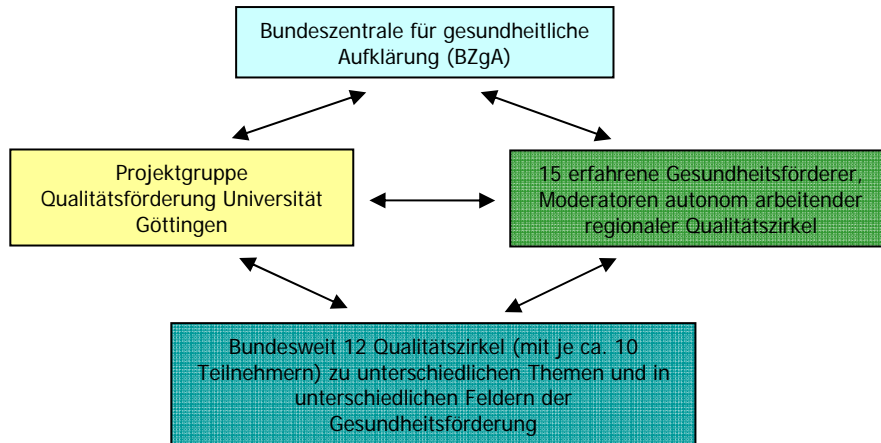 Bundeszentrale für gesundheitliche
Aufklärung (BZgA)
Projektgruppe
Qualitätsförderung Universität
Göttingen
15 erfahrene Gesundheitsförderer,
Moderatoren autonom arbeitender
regionaler Qualitätszirkel
Bundesweit 12 Qualitätszirkel (mit je ca. 10
Teilnehmern) zu unterschiedlichen Themen und in
unterschiedlichen Feldern der
Gesundheitsförderung